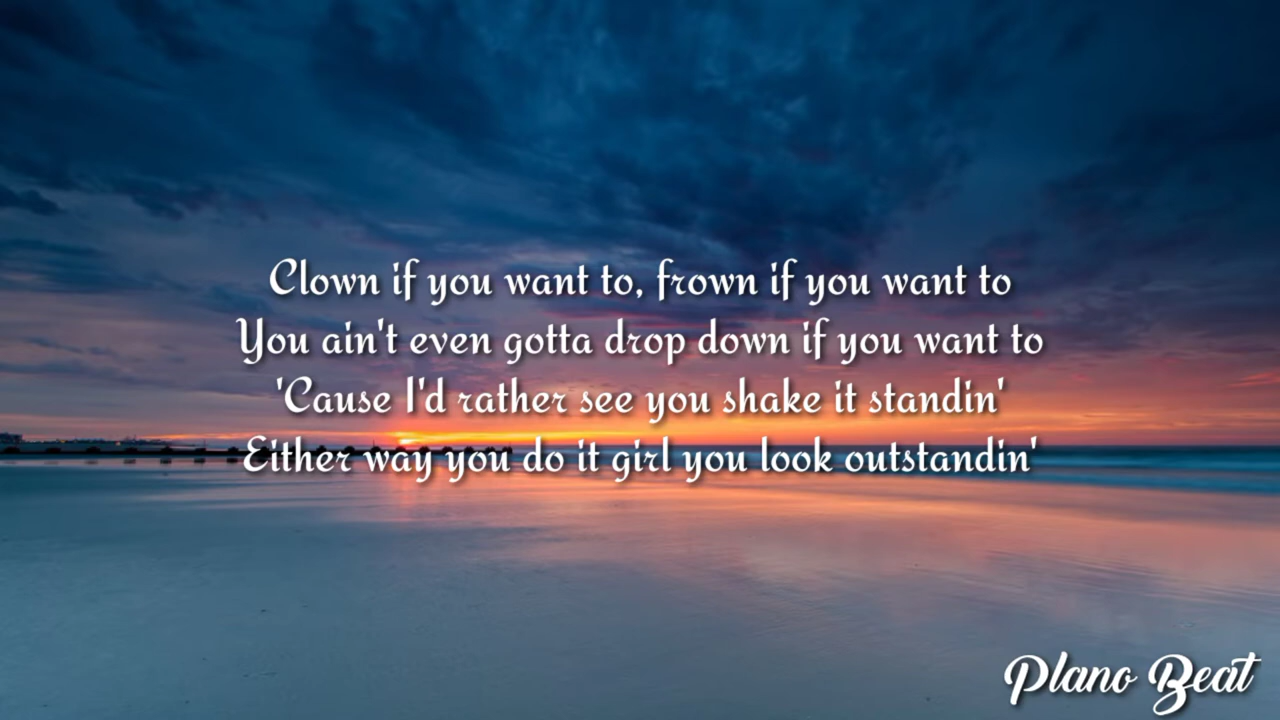 Clown if you want to, frown if you want to
You ain't even gotta drop down if you want to
'Cause I'd rather see you shake it standin'
Either way you do it girl you look outstandin'
Plano Beat